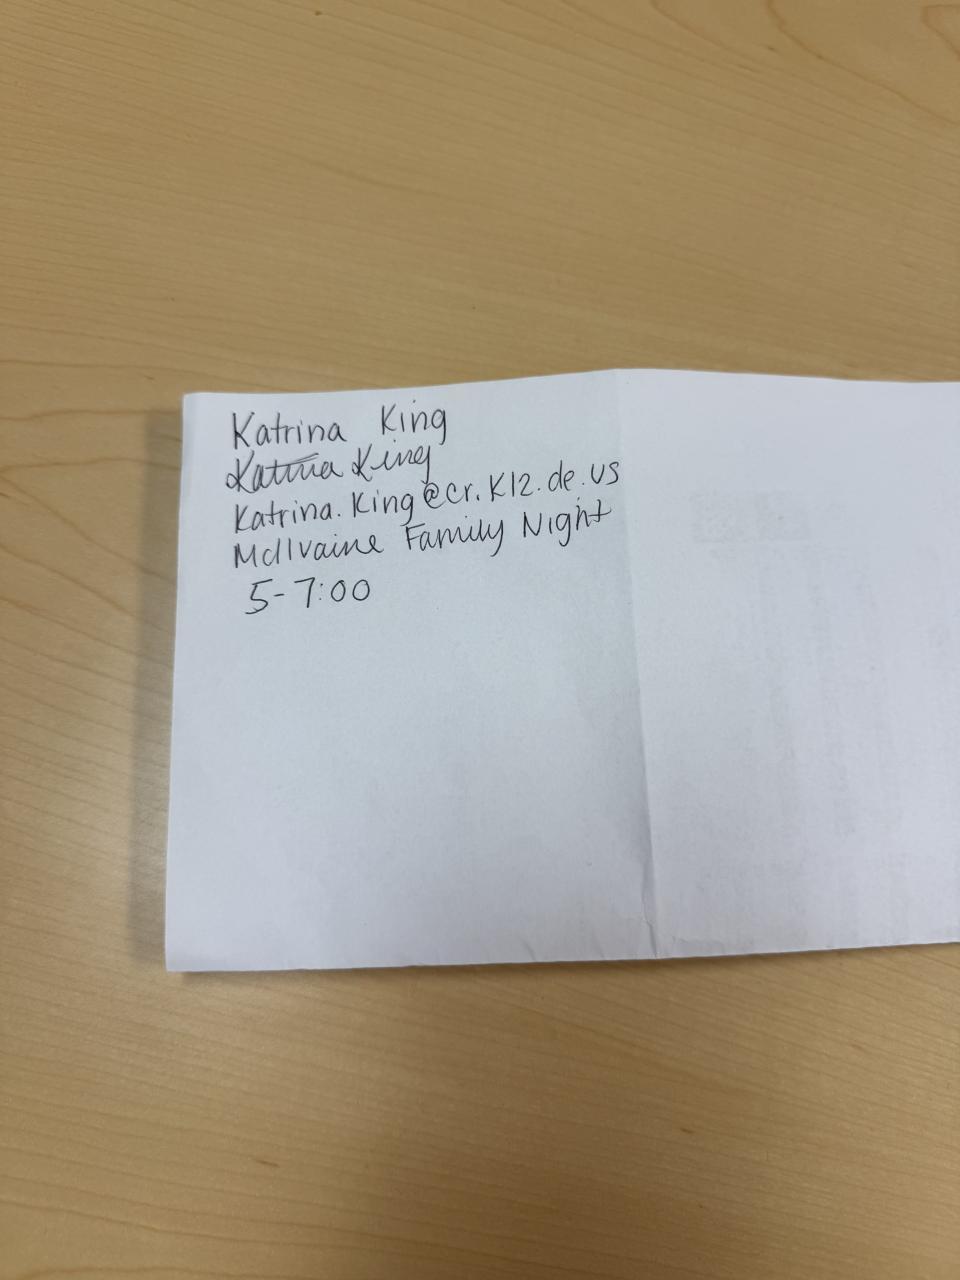 Katrina King
Katrina King
Katrina.King@cr.K12.de.us
McIlvaine Family Night
5-7:00